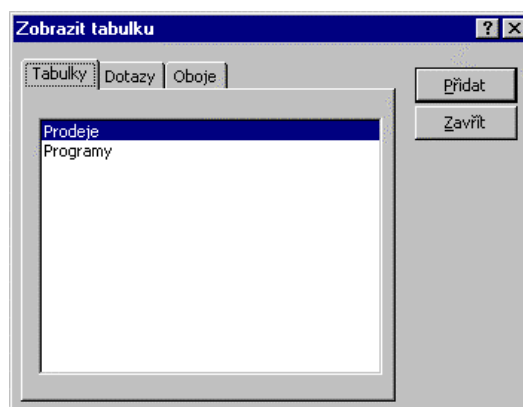 Zobrazit tabulku
Tabulky Dotazy Oboje
Přidat
Zavřít
Prodeje
Programy